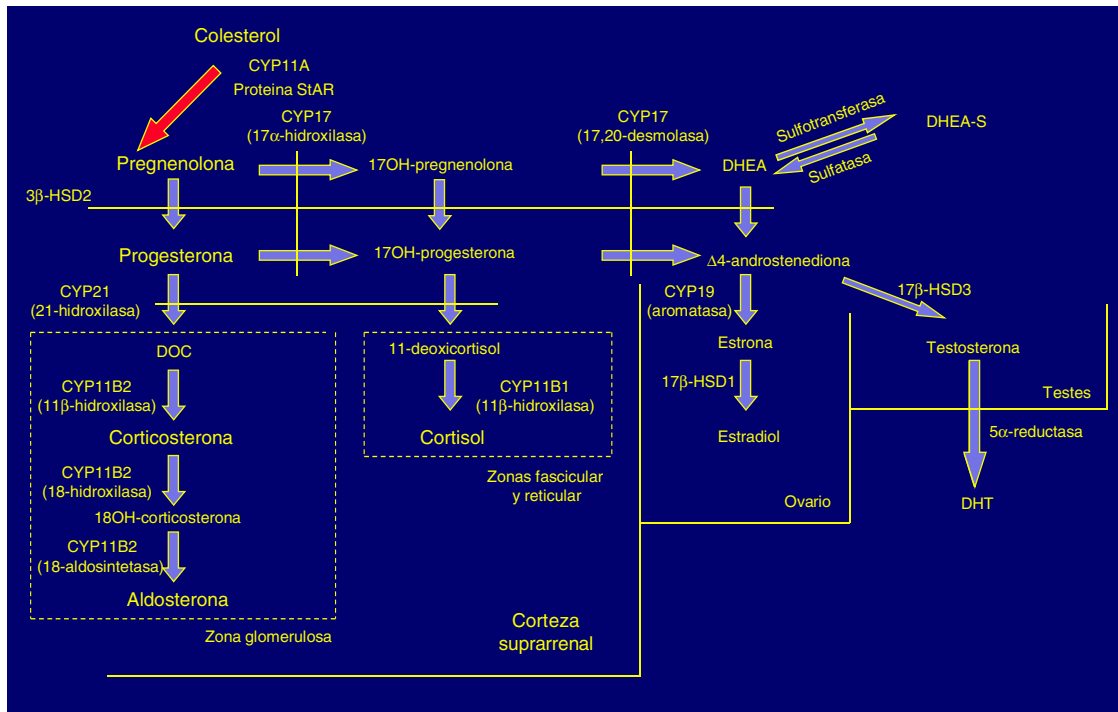 Colesterol
CYP11A
Proteina StAR
CYP17
(17α-hidroxilasa)
CYP17
(17,20-desmolasa)
Sulfotransferasa
DHEA-S
Sulfatasa
Pregnenolona
17OH-pregnenolona
DHEA
3β-HSD2
Progesterona
17OH-progesterona
Δ4-androstenediona
CYP21
(21-hidroxilasa)
CYP19
(aromatasa)
17β-HSD3
DOC
11-deoxicortisol
Estrona
Testosterona
CYP11B2
(11β-hidroxilasa)
CYP11B1
(11β-hidroxilasa)
17β-HSD1
Testes
Corticosterona
Cortisol
Estradiol
5α-reductasa
CYP11B2
(18-hidroxilasa)
Zonas fascicular
y reticular
Ovario
DHT
18OH-corticosterona
CYP11B2
(18-aldosintetasa)
Aldosterona
Zona glomerulosa
Corteza
suprarrenal